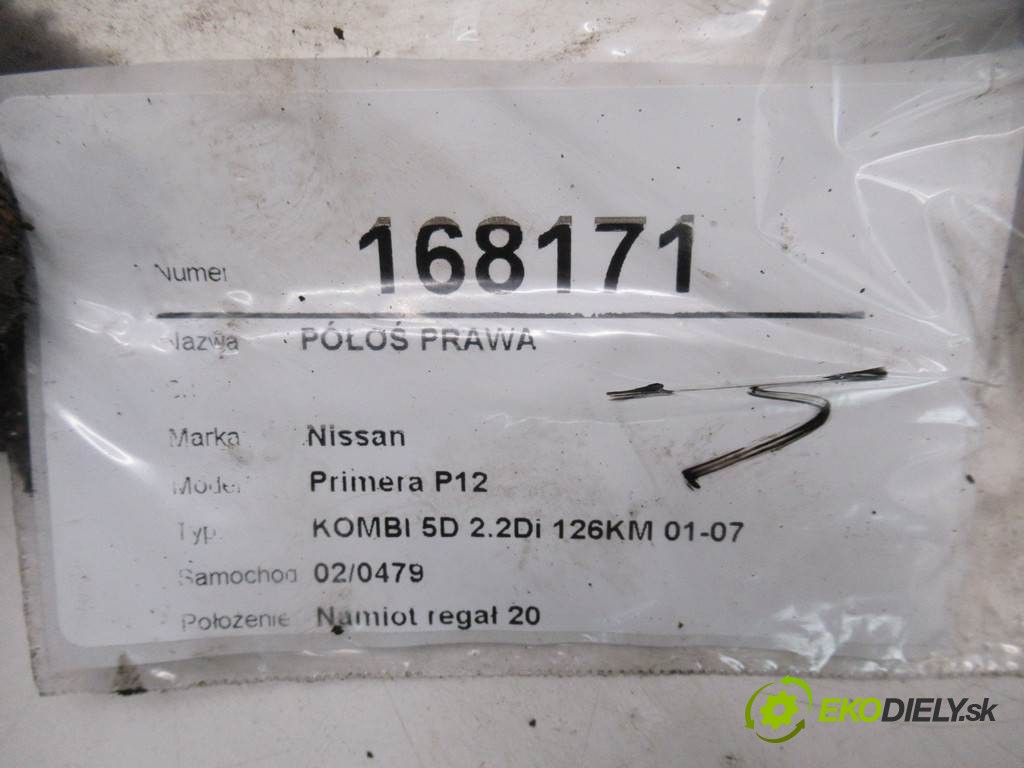 Numer 168171
Nazwa PÓŁOŚ PRAWA
Marka Nissan
Model Primera P12
Typ. KOMBI 5D 2.2Di 126KM 01-07
Samochod 02/0479
Położenie Namiot regał 20
EKODIELY.sk